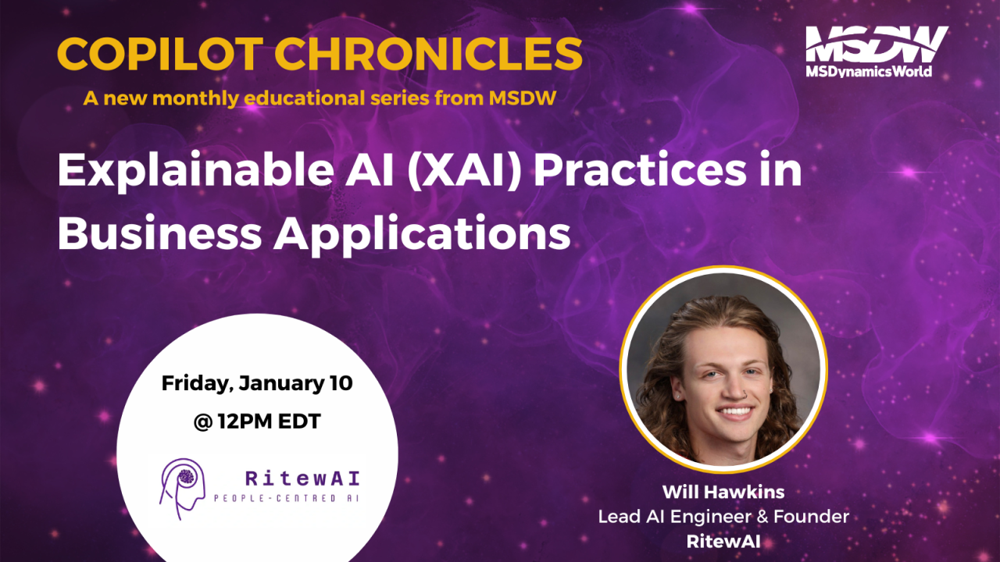 COPILOT CHRONICLES
A new monthly educational series from MSDW
MSDW
MSDynamicsWorld
Explainable AI (XAI) Practices in
Business Applications
Friday, January 10
@ 12PM EDT
RitewAI
PEOPLE-CENTRED AI
Will Hawkins
Lead AI Engineer & Founder
RitewAI